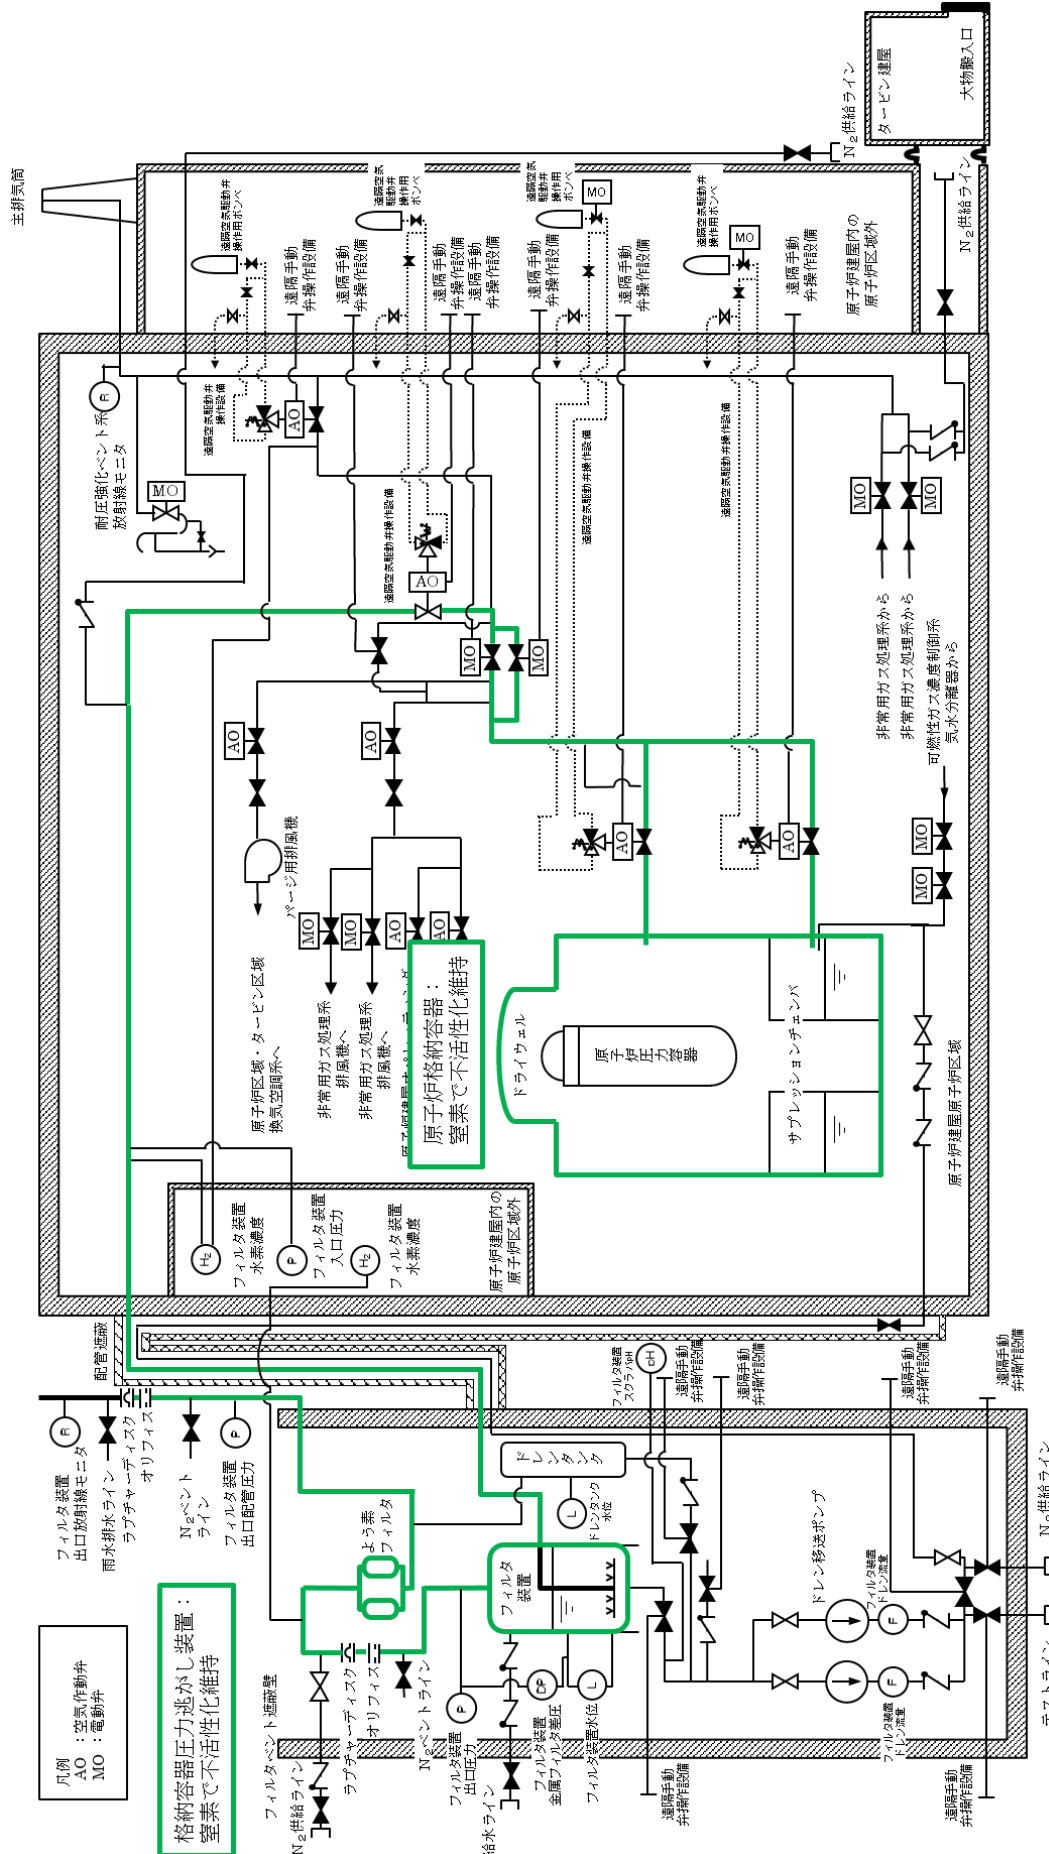 凡例
AO ：空気作動弁
MO ：電動弁
格納容器圧力逃がし装置：
窒素で不活性化維持
フィルタ装置
出口放射線モニタ
雨水排水ライン
ラプチャーディスク
オリフィス
N₂ベント
ライン
フィルタ装置
出口配管圧力
R
P
配管遮蔽
フィルタベント遮蔽壁
N₂供給ライン
ラプチャーディスク
オリフィス
N₂ベントライン
フィルタ装置
出口圧力
給水ライン
フィルタ装置
金属フィルタ差圧
フィルタ装置水位
P
DP
L
よう素
フィルタ
フィルタ
装置
ドレンタンク
L
ドレンタンク
水位
フィルタ装置
スクラバpH
pH
遠隔手動
弁操作設備
遠隔手動
弁操作設備
遠隔手動
弁操作設備
遠隔手動
弁操作設備
遠隔手動
弁操作設備
遠隔手動
弁操作設備
ドレン移送ポンプ
フィルタ装置
ドレン流量
F
フィルタ装置
ドレン流量
F
テストライン
N₂供給ライン
主排気筒
耐圧強化ベント系
放射線モニタ
R
MO
遠隔空気駆動弁
操作用ボンベ
遠隔空気駆動弁
操作設備
AO
遠隔手動
弁操作設備
遠隔手動
弁操作設備
遠隔空気
駆動弁
操作用
ボンベ
遠隔空気駆動弁操作設備
AO
遠隔手動
弁操作設備
遠隔手動
弁操作設備
MO
MO
遠隔手動
弁操作設備
遠隔空気
駆動弁
操作用
ボンベ
MO
遠隔空気駆動弁操作設備
AO
遠隔手動
弁操作設備
遠隔空気駆動弁
操作用ボンベ
MO
遠隔空気駆動弁操作設備
AO
遠隔手動
弁操作設備
原子炉建屋内の
原子炉区域外
N₂供給ライン
N₂供給ライン
タービン建屋
大物搬入口
AO
AO
パージ用排風機
原子炉区域・タービン区域
換気空調系へ
MO
MO
AO
AO
非常用ガス処理系
排風機へ
非常用ガス処理系
排風機へ
原子炉格納容器：
窒素で不活性化維持
ドライウェル
原子炉圧力容器
サプレッションチェンバ
MO
MO
非常用ガス処理系から
非常用ガス処理系から
可燃性ガス濃度制御系
気水分離器から
MO
MO
原子炉建屋原子炉区域
H₂
フィルタ装置
水素濃度
P
フィルタ装置
入口圧力
H₂
フィルタ装置
水素濃度
原子炉建屋内の
原子炉区域外